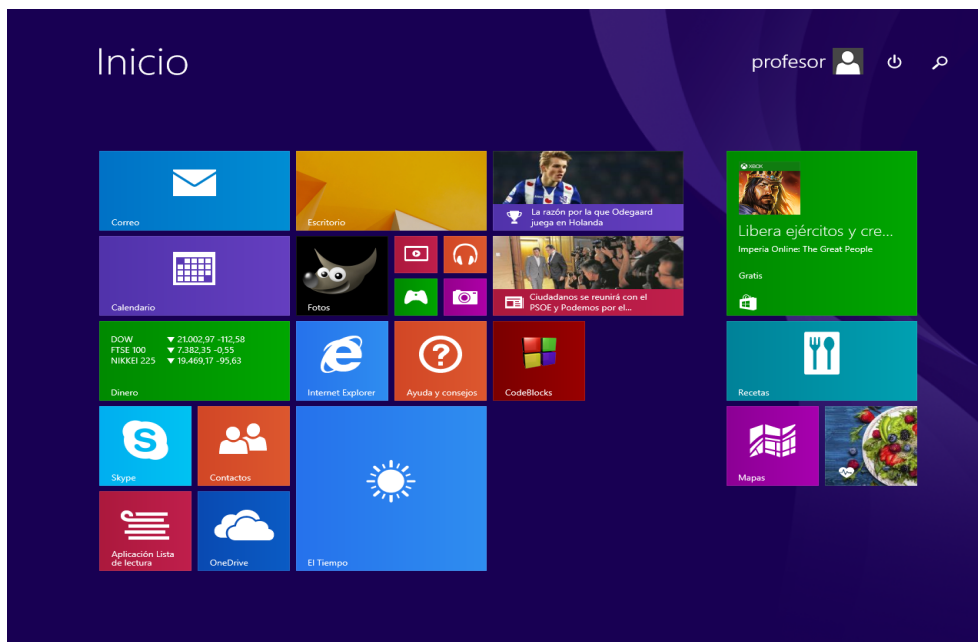 Inicio
profesor
Correo
Escritorio
La razón por la que Odegaard
juega en Holanda
XBOX
Libera ejércitos y cre...
Imperia Online: The Great People
Gratis
Calendario
Fotos
Ciudadanos se reunirá con el
PSOE y Podemos por el...
DOW ▼ 21.002,97 -112,58
FTSE 100 ▼ 7.382,35 -0,55
NIKKEI 225 ▼ 19.469,17 -95,63
Dinero
Internet Explorer
Ayuda y consejos
CodeBlocks
Recetas
Skype
Contactos
Mapas
Aplicación Lista
de lectura
OneDrive
El Tiempo